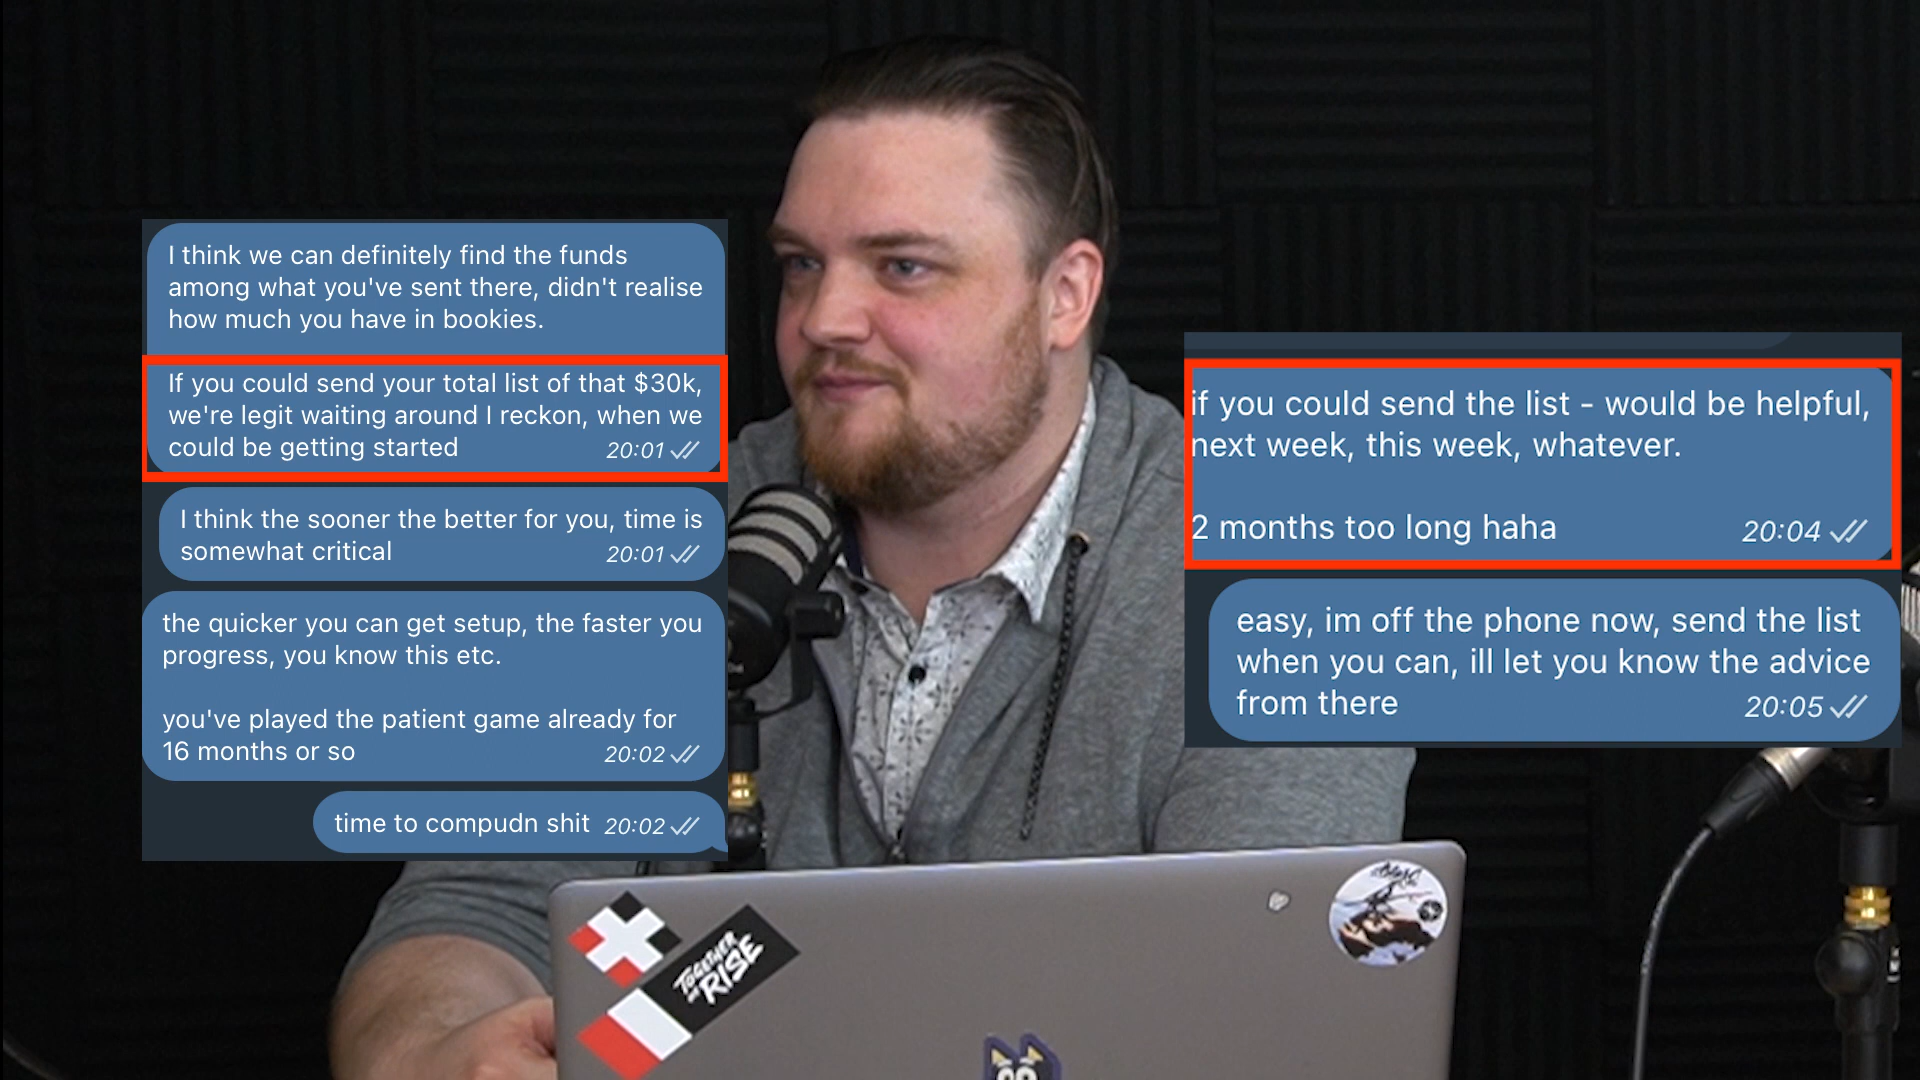 I think we can definitely find the funds
among what you've sent there, didn't realise
how much you have in bookies.
If you could send your total list of that $30k,
we're legit waiting around I reckon, when we
could be getting started 20:01
I think the sooner the better for you, time is
somewhat critical 20:01
the quicker you can get setup, the faster you
progress, you know this etc.
you've played the patient game already for
16 months or so 20:02
time to compudn shit 20:02
if you could send the list - would be helpful,
next week, this week, whatever.
2 months too long haha 20:04
easy, im off the phone now, send the list
when you can, ill let you know the advice
from there 20:05
TOGETHER
WE RISE